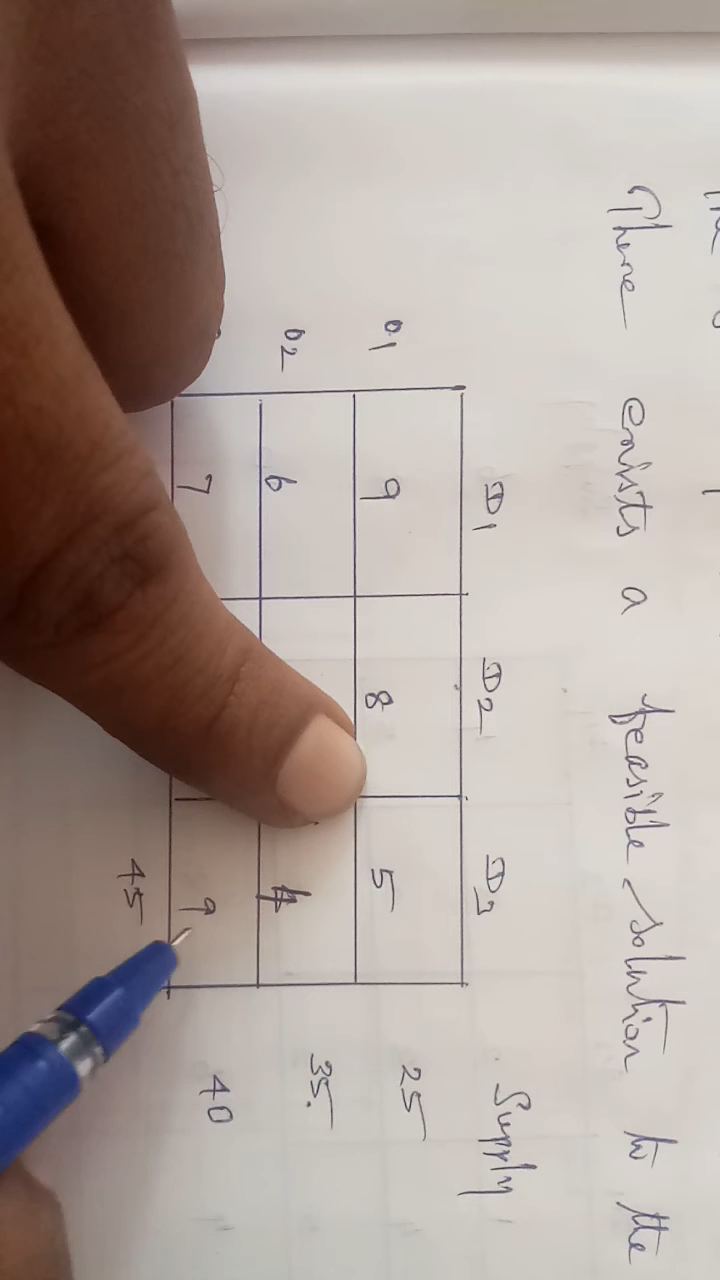 There exists a feasible solution to the
D1 D2 D3 Supply
O1 9 8 5 25
O2 6 4 35.
7 9 40
45